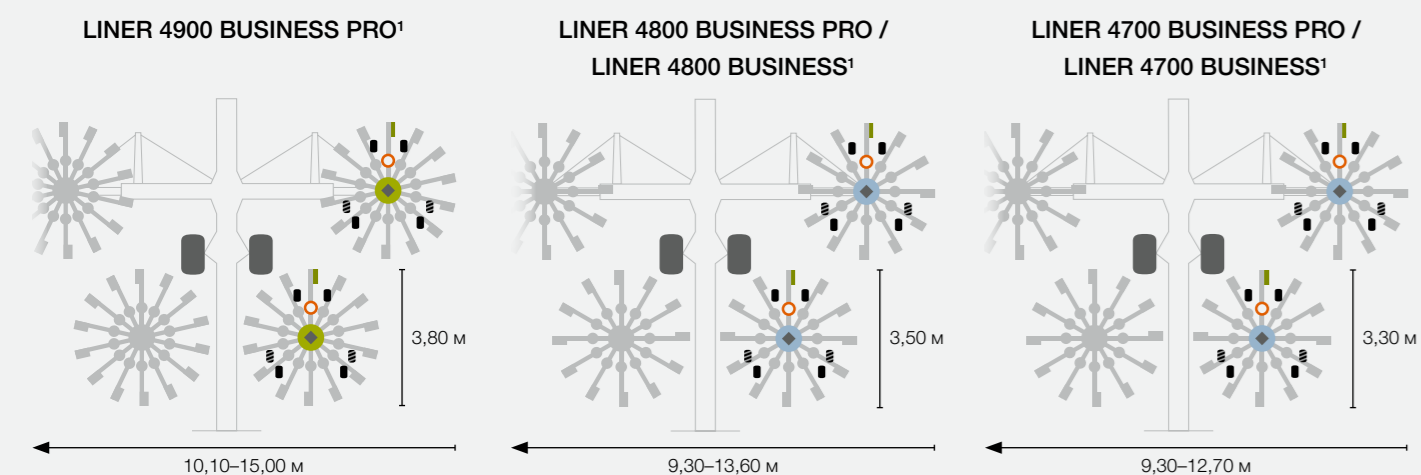 LINER 4900 BUSINESS PRO¹
3,80 м
10,10–15,00 м
LINER 4800 BUSINESS PRO /
LINER 4800 BUSINESS¹
3,50 м
9,30–13,60 м
LINER 4700 BUSINESS PRO /
LINER 4700 BUSINESS¹
3,30 м
9,30–12,70 м